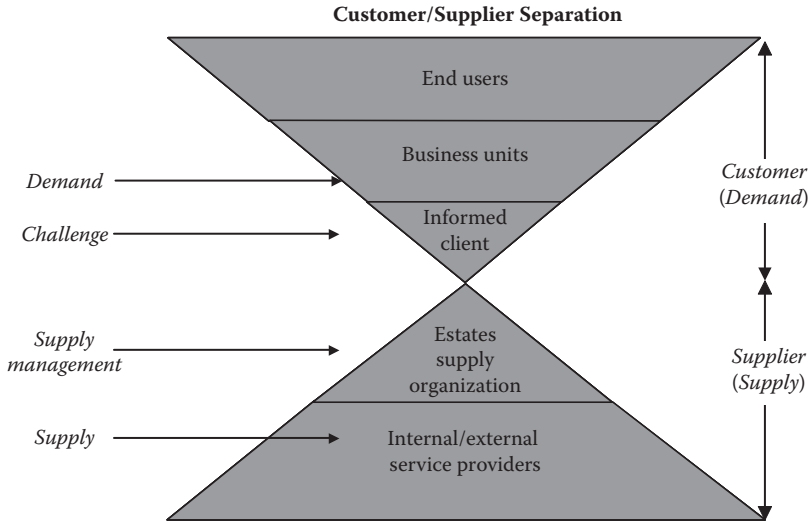 Customer/Supplier Separation
End users
Business units
Demand
Customer
(Demand)
Informed
client
Challenge
Estates
supply
organization
Supply
management
Supplier
(Supply)
Internal/external
service providers
Supply